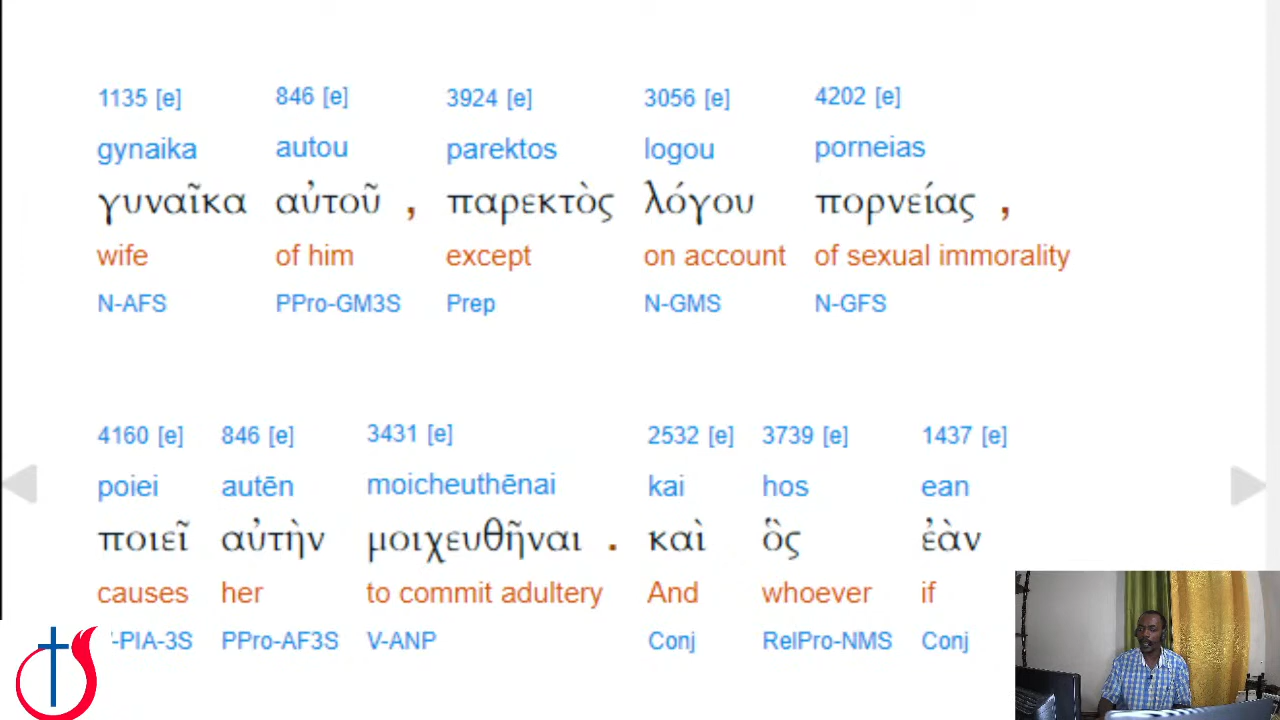 1135 [e] 846 [e] 3924 [e] 3056 [e] 4202 [e]
gynaika autou parektos logou porneias
γυναῖκα αὐτοῦ , παρεκτὸς λόγου πορνείας ,
wife of him except on account of sexual immorality
N-AFS PPro-GM3S Prep N-GMS N-GFS
4160 [e] 846 [e] 3431 [e] 2532 [e] 3739 [e] 1437 [e]
poiei autēn moicheuthēnai kai hos ean
ποιεῖ αὐτὴν μοιχευθῆναι . καὶ ὃς ἐὰν
causes her to commit adultery And whoever if
-PIA-3S PPro-AF3S V-ANP Conj RelPro-NMS Conj